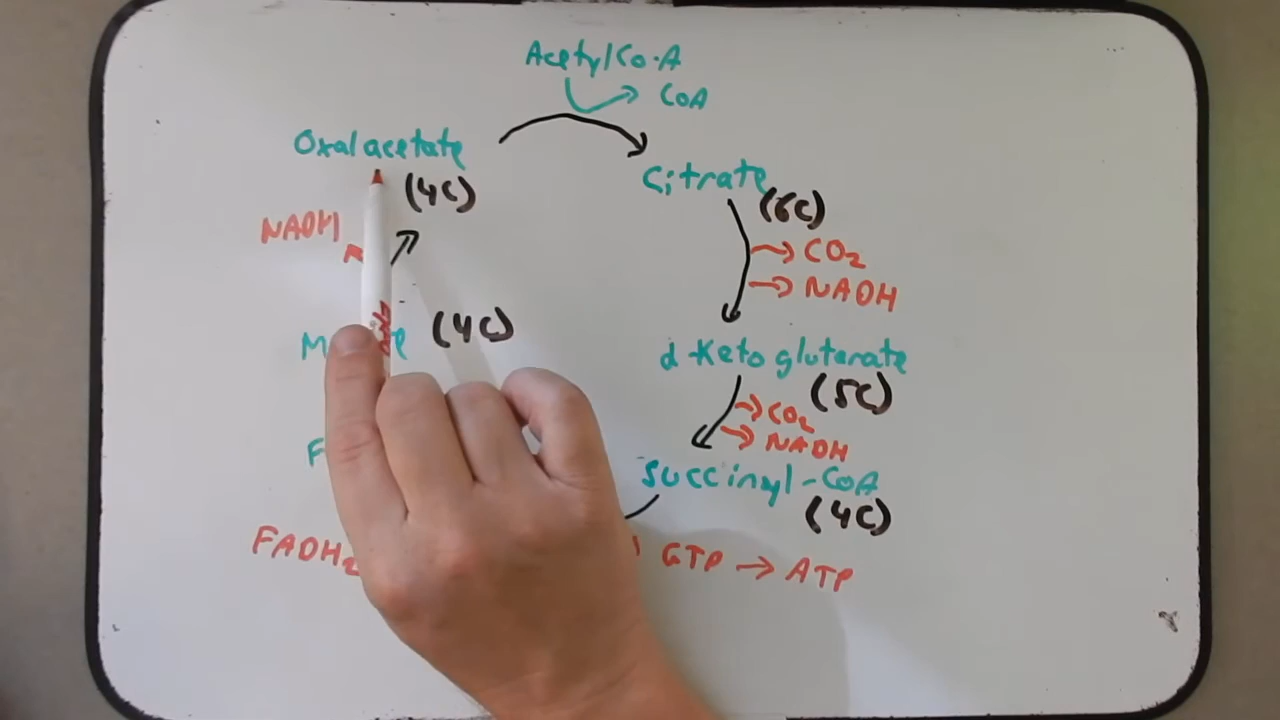 Acetyl Co-A
CoA
Oxalacetate
(4C)
NADH
(4C)
Citrate
(6C)
CO2
NADH
α-Keto glutarate
(5C)
CO2
NADH
Succinyl-CoA
(4C)
GTP → ATP
FADH2